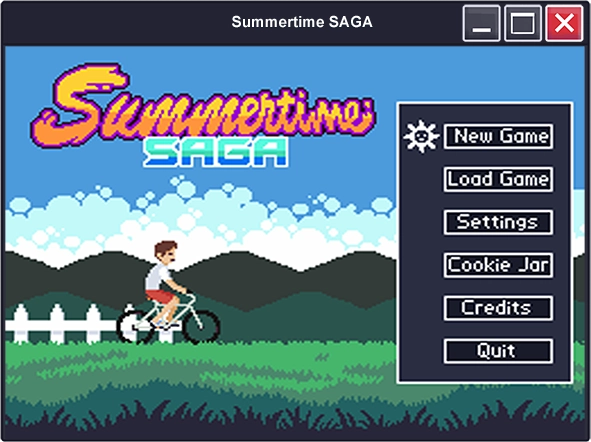 Summertime SAGA
Summertime
SAGA
New Game
Load Game
Settings
Cookie Jar
Credits
Quit